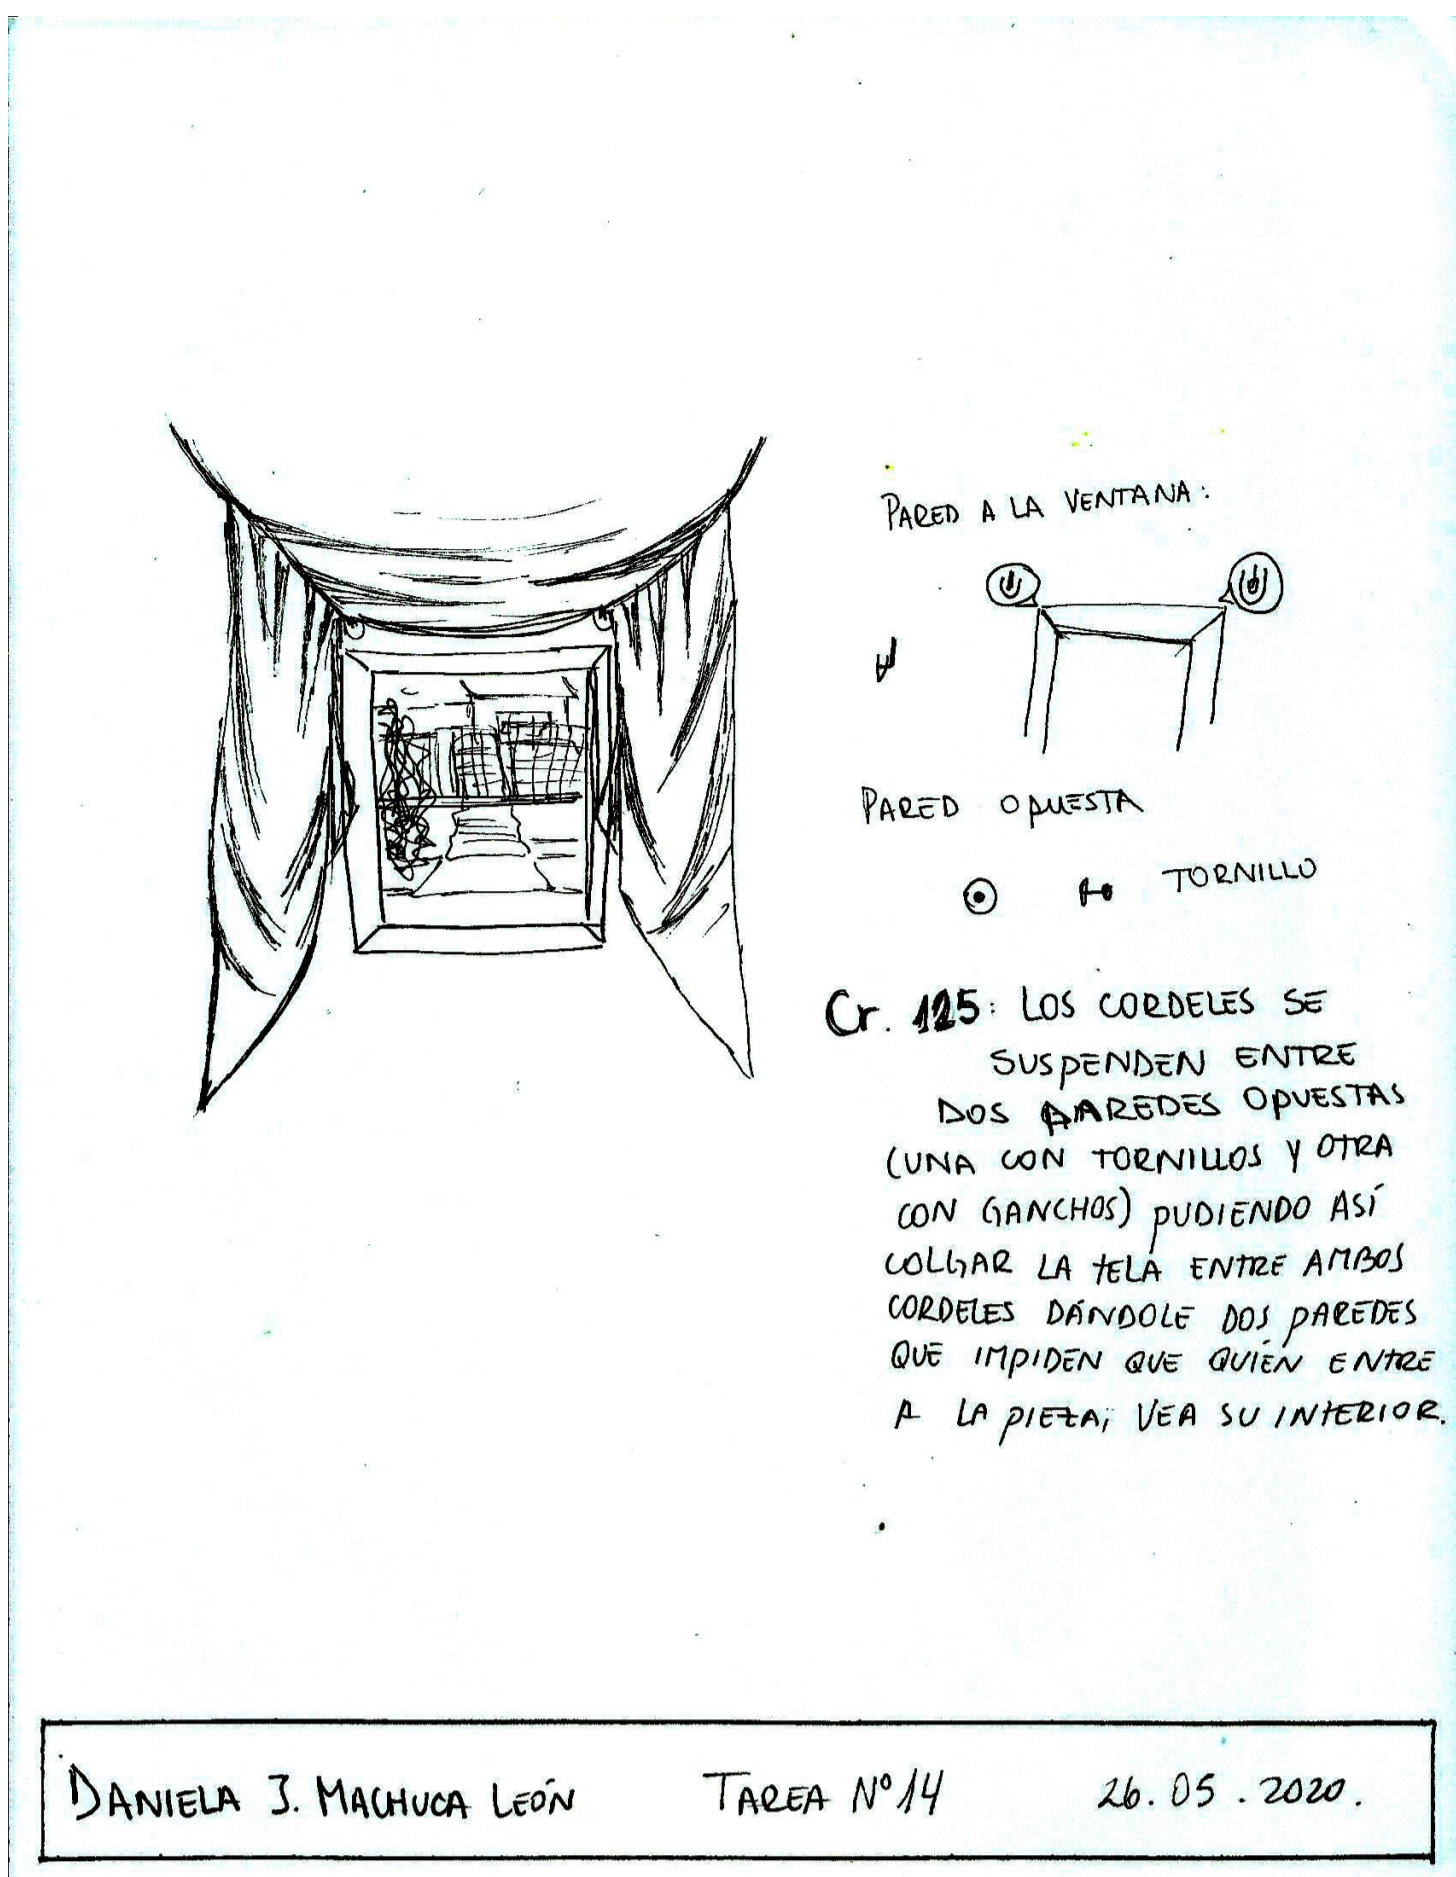 PARED A LA VENTANA:
PARED OPUESTA
TORNILLO
Cr. 125: LOS CORDELES SE
SUSPENDEN ENTRE
DOS PAREDES OPUESTAS
(UNA CON TORNILLOS Y OTRA
CON GANCHOS) PUDIENDO ASÍ
COLGAR LA TELA ENTRE AMBOS
CORDELES DÁNDOLE DOS PAREDES
QUE IMPIDEN QUE QUIÉN ENTRE
A LA PIEZA, VEA SU INTERIOR.
DANIELA J. MACHUCA LEÓN TAREA Nº 14 26.05.2020.